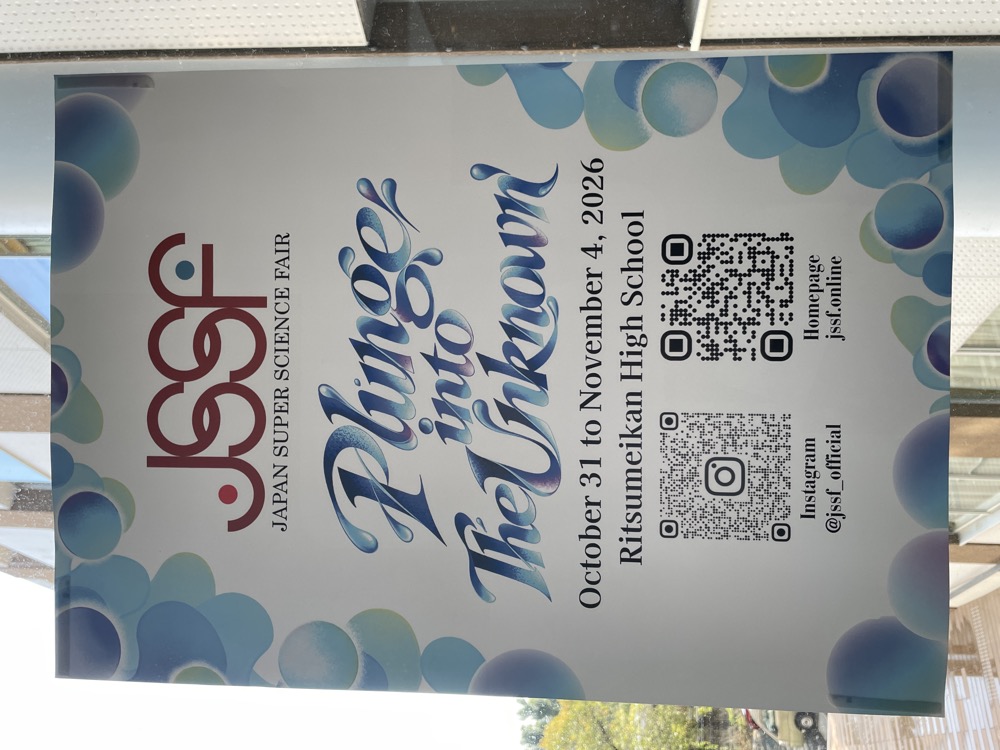 JSSF
JAPAN SUPER SCIENCE FAIR
Plunge
into
The Unknown
October 31 to November 4, 2026
Ritsumeikan High School
Instagram
@jssf_official
Homepage
jssf.online